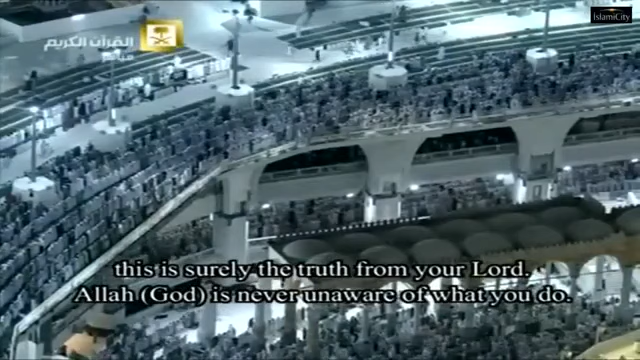 القرآن الكريم
مباشر
IslamiCity
this is surely the truth from your Lord.
Allah (God) is never unaware of what you do.